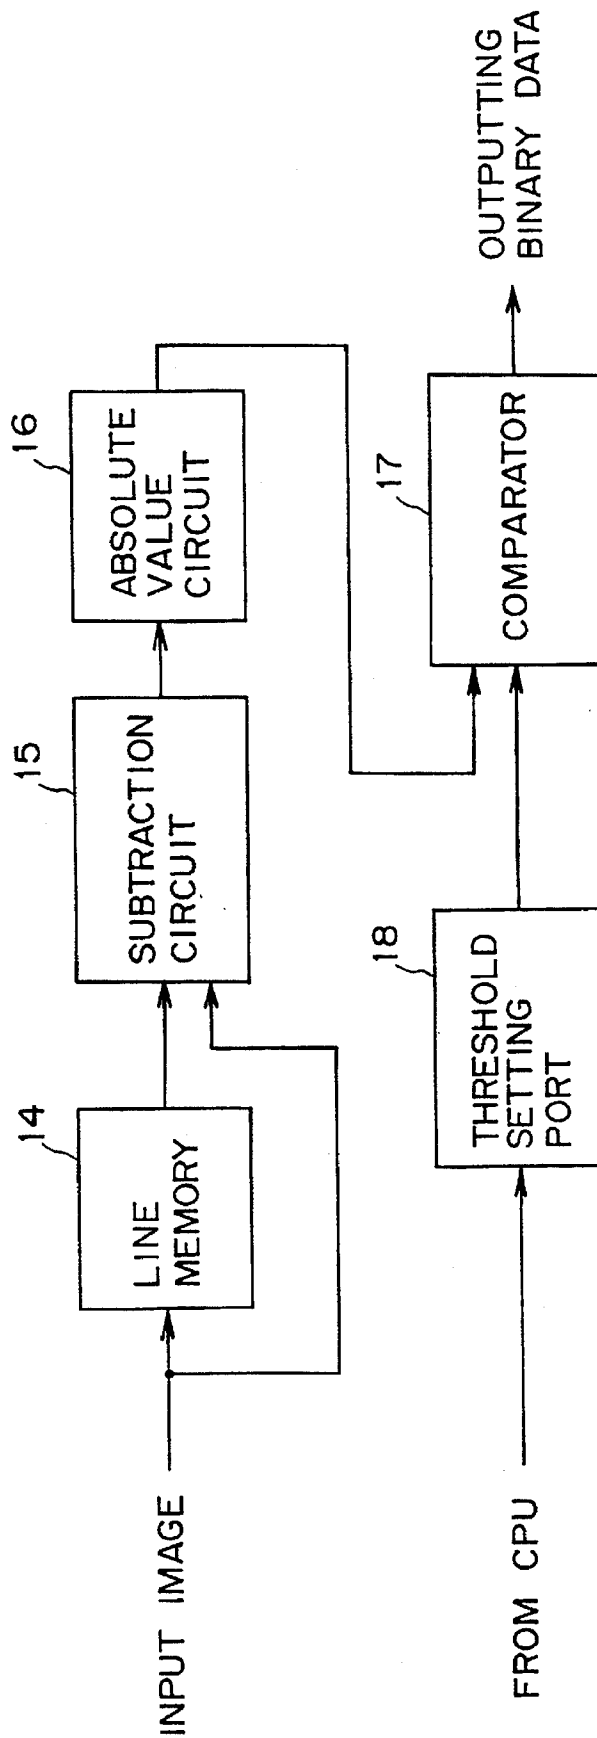 INPUT IMAGE
14
LINE
MEMORY
15
SUBTRACTION
CIRCUIT
16
ABSOLUTE
VALUE
CIRCUIT
FROM CPU
18
THRESHOLD
SETTING
PORT
17
COMPARATOR
OUTPUTTING
BINARY DATA